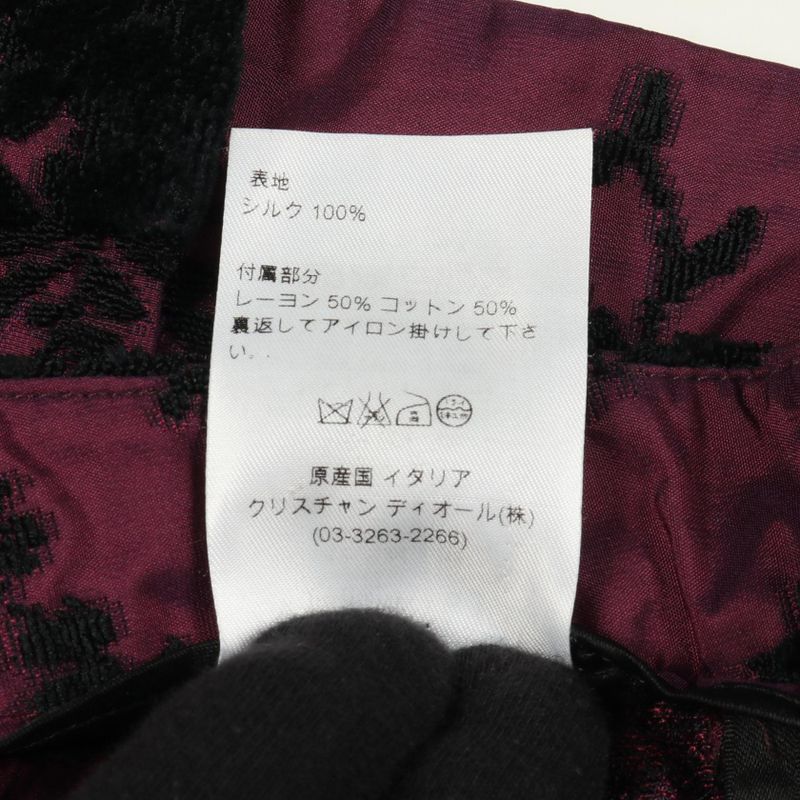 表地
シルク 100%
付属部分
レーヨン 50% コットン 50%
裏返してアイロン掛けして下さ
い。.
原産国 イタリア
クリスチャン ディオール(株)
(03-3263-2266)